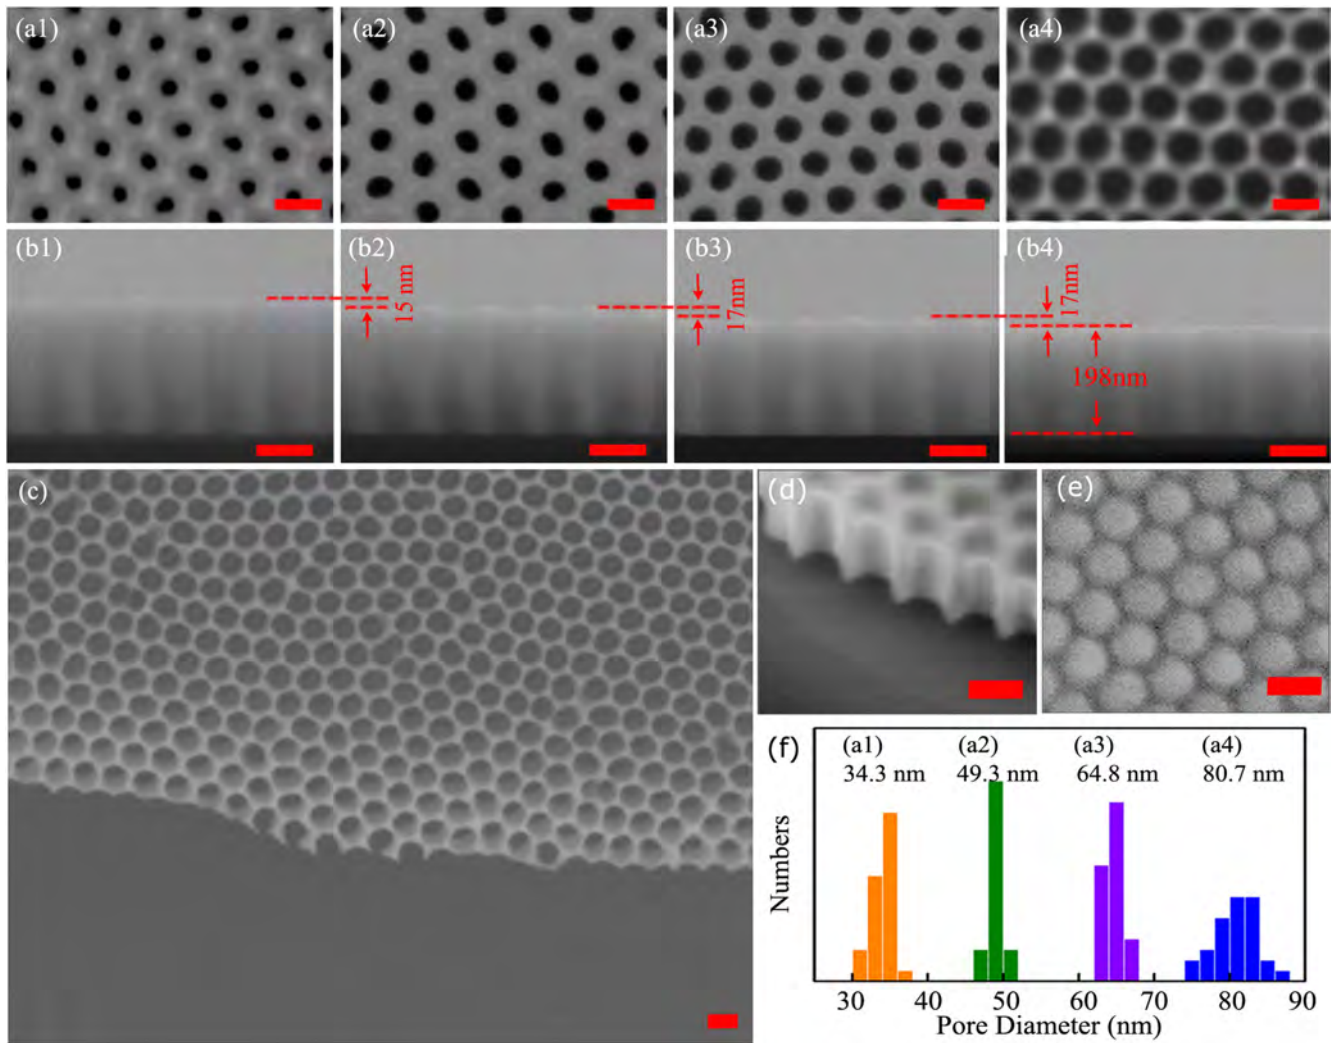 (a1)
(a2)
(a3)
(a4)
(b1)
(b2)
(b3)
(b4)
15 nm
17nm
17nm
198nm
(c)
(d)
(e)
(f)
(a1)
(a2)
(a3)
(a4)
34.3 nm
49.3 nm
64.8 nm
80.7 nm
Numbers
30
40
50
60
70
80
90
Pore Diameter (nm)